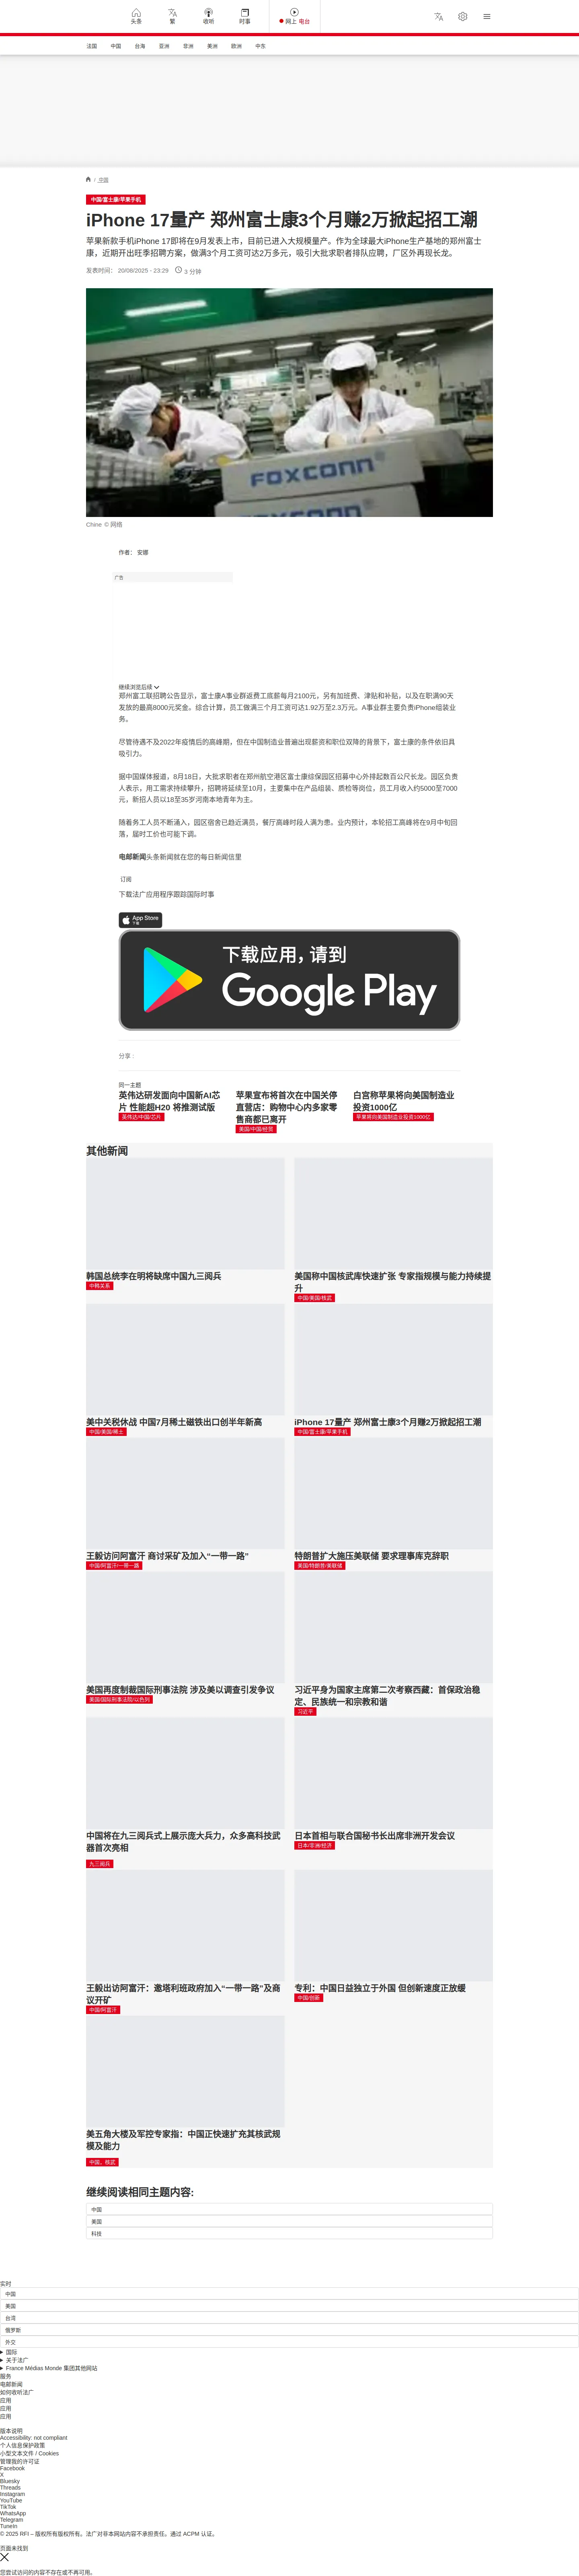 头条
繁
收听
时事
网上 电台
法国
中国
台海
亚洲
非洲
美洲
欧洲
中东
/ 中国
中国/富士康/苹果手机
iPhone 17量产 郑州富士康3个月赚2万掀起招工潮
苹果新款手机iPhone 17即将在9月发表上市，目前已进入大规模量产。作为全球最大iPhone生产基地的郑州富士
康，近期开出旺季招聘方案，做满3个月工资可达2万多元，吸引大批求职者排队应聘，厂区外再现长龙。
发表时间： 20/08/2025 - 23:29 3 分钟
FOXCONN
FOXCONN
Chine © 网络
作者： 安娜
广告
继续浏览后续
郑州富工联招聘公告显示，富士康A事业群返费工底薪每月2100元，另有加班费、津贴和补贴，以及在职满90天
发放的最高8000元奖金。综合计算，员工做满三个月工资可达1.92万至2.3万元。A事业群主要负责iPhone组装业
务。
尽管待遇不及2022年疫情后的高峰期，但在中国制造业普遍出现薪资和职位双降的背景下，富士康的条件依旧具
吸引力。
据中国媒体报道，8月18日，大批求职者在郑州航空港区富士康综保园区招募中心外排起数百公尺长龙。园区负责
人表示，用工需求持续攀升，招聘将延续至10月，主要集中在产品组装、质检等岗位，员工月收入约5000至7000
元，新招人员以18至35岁河南本地青年为主。
随着务工人员不断涌入，园区宿舍已趋近满员，餐厅高峰时段人满为患。业内预计，本轮招工高峰将在9月中旬回
落，届时工价也可能下调。
电邮新闻头条新闻就在您的每日新闻信里
订阅
下载法广应用程序跟踪国际时事
App Store
下载
下载应用，请到
Google Play
分享 :
同一主题
英伟达研发面向中国新AI芯
片 性能超H20 将推测试版
英伟达/中国/芯片
苹果宣布将首次在中国关停
直营店：购物中心内多家零
售商都已离开
美国/中国/经贸
白宫称苹果将向美国制造业
投资1000亿
苹果将向美国制造业投资1000亿
其他新闻
韩国总统李在明将缺席中国九三阅兵
中韩关系
美国称中国核武库快速扩张 专家指规模与能力持续提
升
中国/美国/核武
美中关税休战 中国7月稀土磁铁出口创半年新高
中国/美国/稀土
iPhone 17量产 郑州富士康3个月赚2万掀起招工潮
中国/富士康/苹果手机
王毅访问阿富汗 商讨采矿及加入“一带一路”
中国/阿富汗/一带一路
特朗普扩大施压美联储 要求理事库克辞职
美国/特朗普/美联储
美国再度制裁国际刑事法院 涉及美以调查引发争议
美国/国际刑事法院/以色列
习近平身为国家主席第二次考察西藏：首保政治稳
定、民族统一和宗教和谐
习近平
中国将在九三阅兵式上展示庞大兵力，众多高科技武
器首次亮相
九三阅兵
日本首相与联合国秘书长出席非洲开发会议
日本/非洲/经济
王毅出访阿富汗：邀塔利班政府加入“一带一路”及商
议开矿
中国/阿富汗
专利：中国日益独立于外国 但创新速度正放缓
中国/创新
美五角大楼及军控专家指：中国正快速扩充其核武规
模及能力
中国，核武
继续阅读相同主题内容:
中国
美国
科技
实时
中国
美国
台湾
俄罗斯
外交
国际
关于法广
France Médias Monde 集团其他网站
服务
电邮新闻
如何收听法广
应用
应用
应用
版本说明
Accessibility: not compliant
个人信息保护政策
小型文本文件 / Cookies
管理我的许可证
Facebook
X
Bluesky
Threads
Instagram
YouTube
TikTok
WhatsApp
Telegram
TuneIn
© 2025 RFI – 版权所有版权所有。法广对非本网站内容不承担责任。通过 ACPM 认证。
页面未找到
您尝试访问的内容不存在或不再可用。